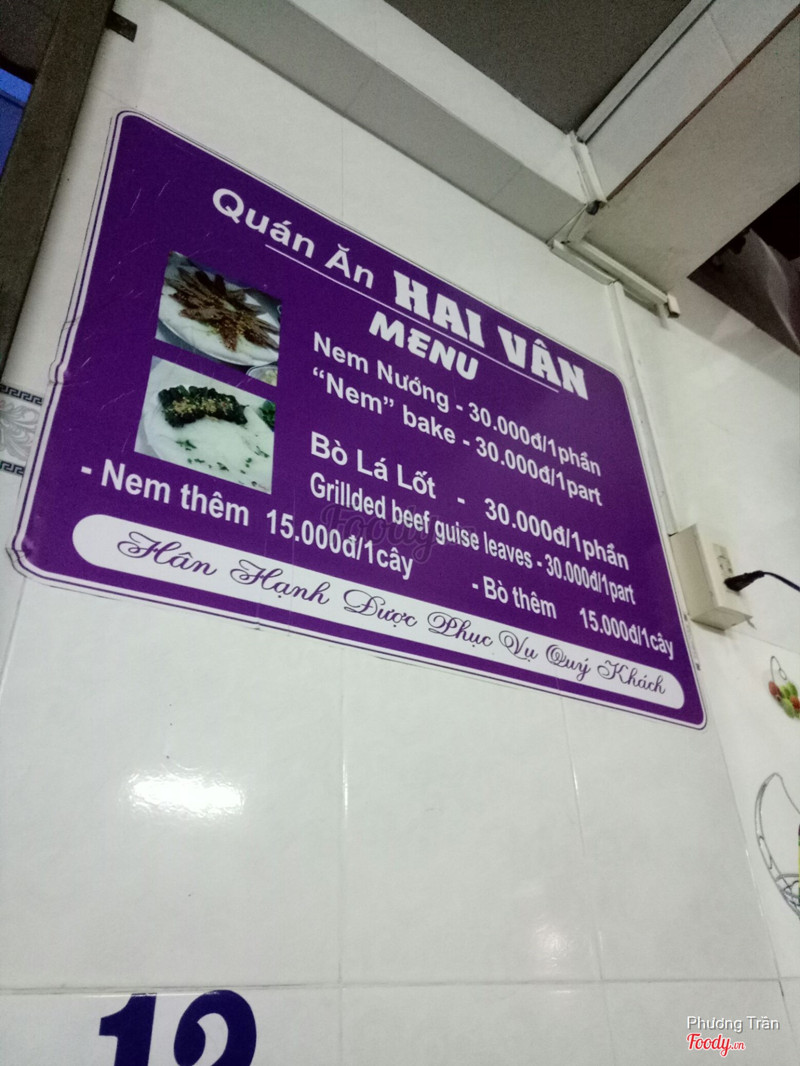 Quán Ăn HAI VÂN
MENU
Nem Nướng - 30.000đ/1phần
“Nem” bake - 30.000đ/1part
Bò Lá Lốt - 30.000đ/1phần
Grillded beef guise leaves - 30.000đ/1part
- Nem thêm 15.000đ/1cây
- Bò thêm 15.000đ/1cây
Hân Hạnh Được Phục Vụ Quý Khách
Foody
12
Phương Trần
Foody.vn